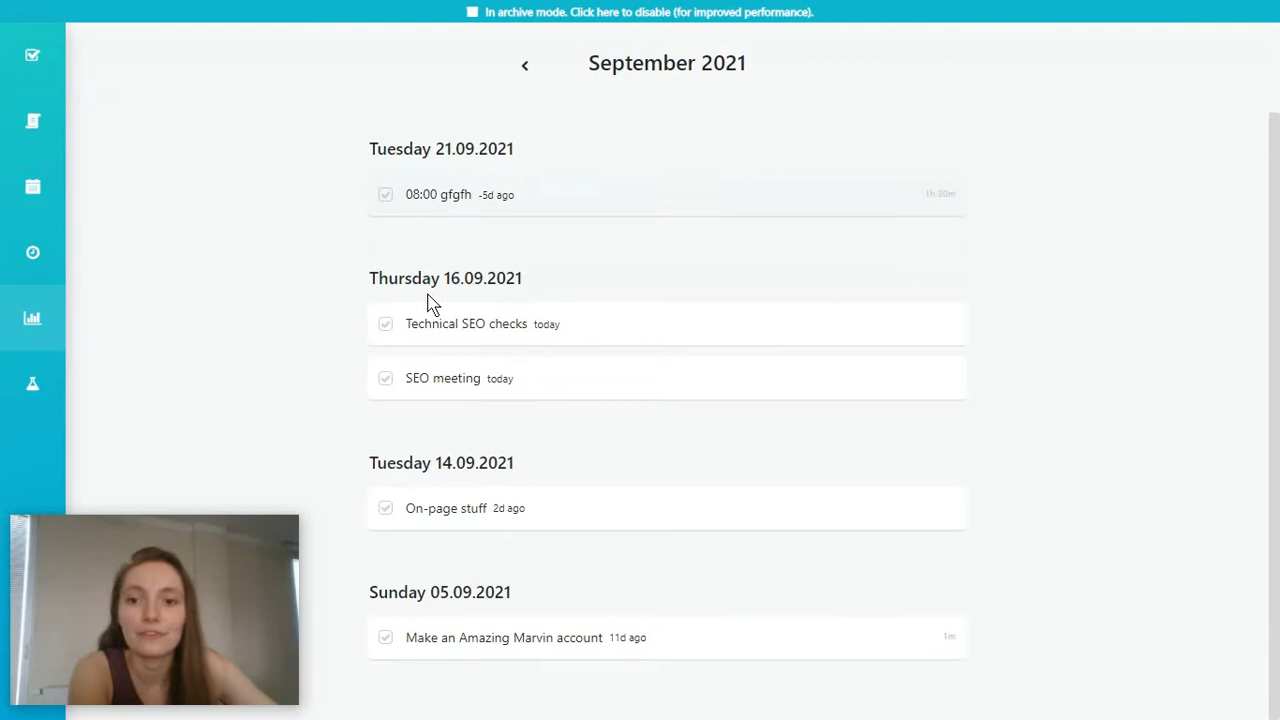 In archive mode. Click here to disable (for improved performance).
September 2021
Tuesday 21.09.2021
08:00 gfgfh -5d ago 1h 30m
Thursday 16.09.2021
Technical SEO checks today
SEO meeting today
Tuesday 14.09.2021
On-page stuff 2d ago
Sunday 05.09.2021
Make an Amazing Marvin account 11d ago 1m